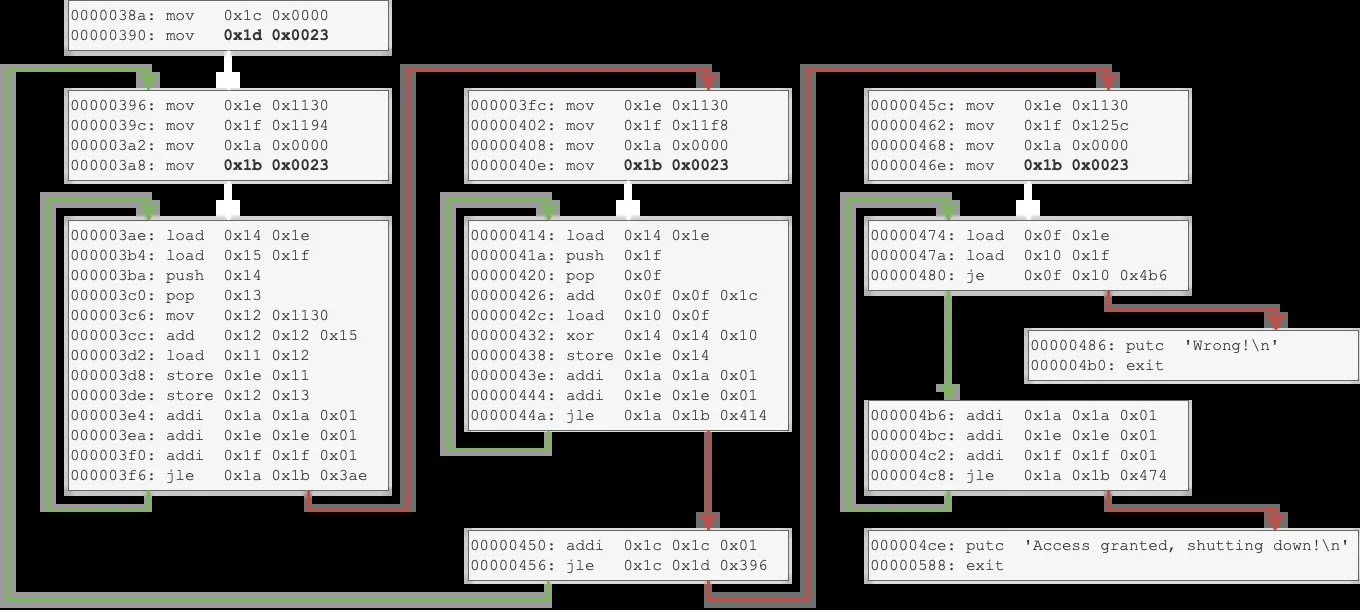 0000038a: mov 0x1c 0x0000
00000390: mov 0x1d 0x0023
00000396: mov 0x1e 0x1130
0000039c: mov 0x1f 0x1194
000003a2: mov 0x1a 0x0000
000003a8: mov 0x1b 0x0023
000003ae: load 0x14 0x1e
000003b4: load 0x15 0x1f
000003ba: push 0x14
000003c0: pop 0x13
000003c6: mov 0x12 0x1130
000003cc: add 0x12 0x12 0x15
000003d2: load 0x11 0x12
000003d8: store 0x1e 0x11
000003de: store 0x12 0x13
000003e4: addi 0x1a 0x1a 0x01
000003ea: addi 0x1e 0x1e 0x01
000003f0: addi 0x1f 0x1f 0x01
000003f6: jle 0x1a 0x1b 0x3ae
000003fc: mov 0x1e 0x1130
00000402: mov 0x1f 0x11f8
00000408: mov 0x1a 0x0000
0000040e: mov 0x1b 0x0023
00000414: load 0x14 0x1e
0000041a: push 0x1f
00000420: pop 0x0f
00000426: add 0x0f 0x0f 0x1c
0000042c: load 0x10 0x0f
00000432: xor 0x14 0x14 0x10
00000438: store 0x1e 0x14
0000043e: addi 0x1a 0x1a 0x01
00000444: addi 0x1e 0x1e 0x01
0000044a: jle 0x1a 0x1b 0x414
00000450: addi 0x1c 0x1c 0x01
00000456: jle 0x1c 0x1d 0x396
0000045c: mov 0x1e 0x1130
00000462: mov 0x1f 0x125c
00000468: mov 0x1a 0x0000
0000046e: mov 0x1b 0x0023
00000474: load 0x0f 0x1e
0000047a: load 0x10 0x1f
00000480: je 0x0f 0x10 0x4b6
00000486: putc 'Wrong!\n'
000004b0: exit
000004b6: addi 0x1a 0x1a 0x01
000004bc: addi 0x1e 0x1e 0x01
000004c2: addi 0x1f 0x1f 0x01
000004c8: jle 0x1a 0x1b 0x474
000004ce: putc 'Access granted, shutting down!\n'
00000588: exit